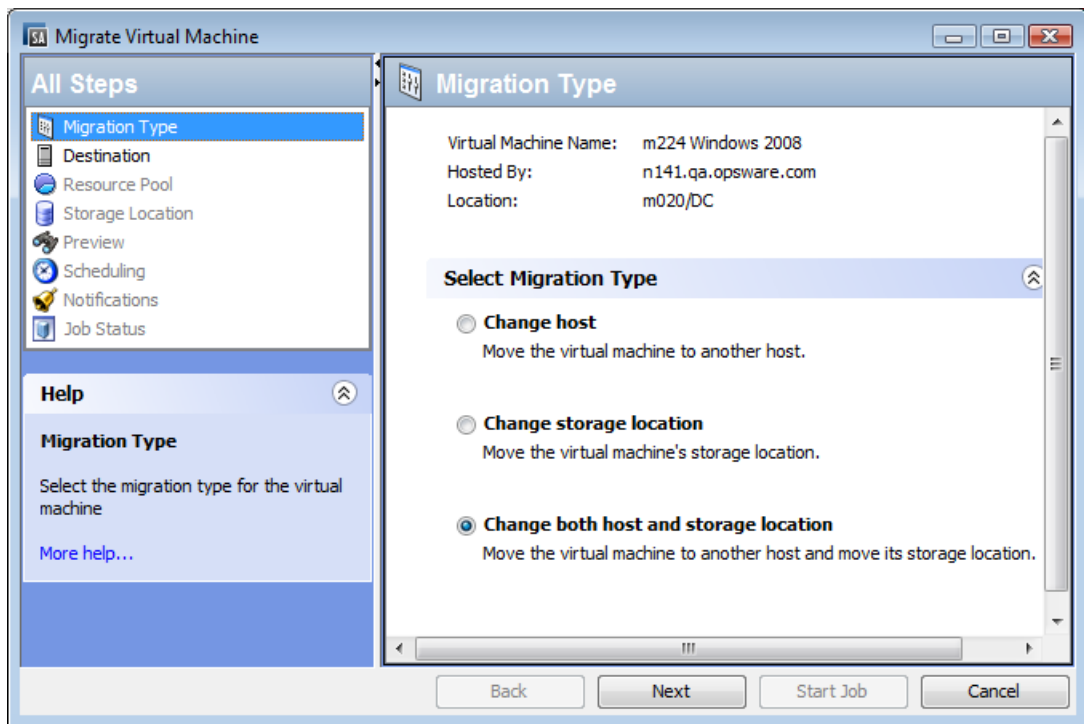 SA Migrate Virtual Machine
All Steps
Migration Type
Destination
Resource Pool
Storage Location
Preview
Scheduling
Notifications
Job Status
Help
Migration Type
Select the migration type for the virtual
machine
More help...
Migration Type
Virtual Machine Name: m224 Windows 2008
Hosted By: n141.qa.opsware.com
Location: m020/DC
Select Migration Type
Change host
Move the virtual machine to another host.
Change storage location
Move the virtual machine's storage location.
Change both host and storage location
Move the virtual machine to another host and move its storage location.
Back Next Start Job Cancel